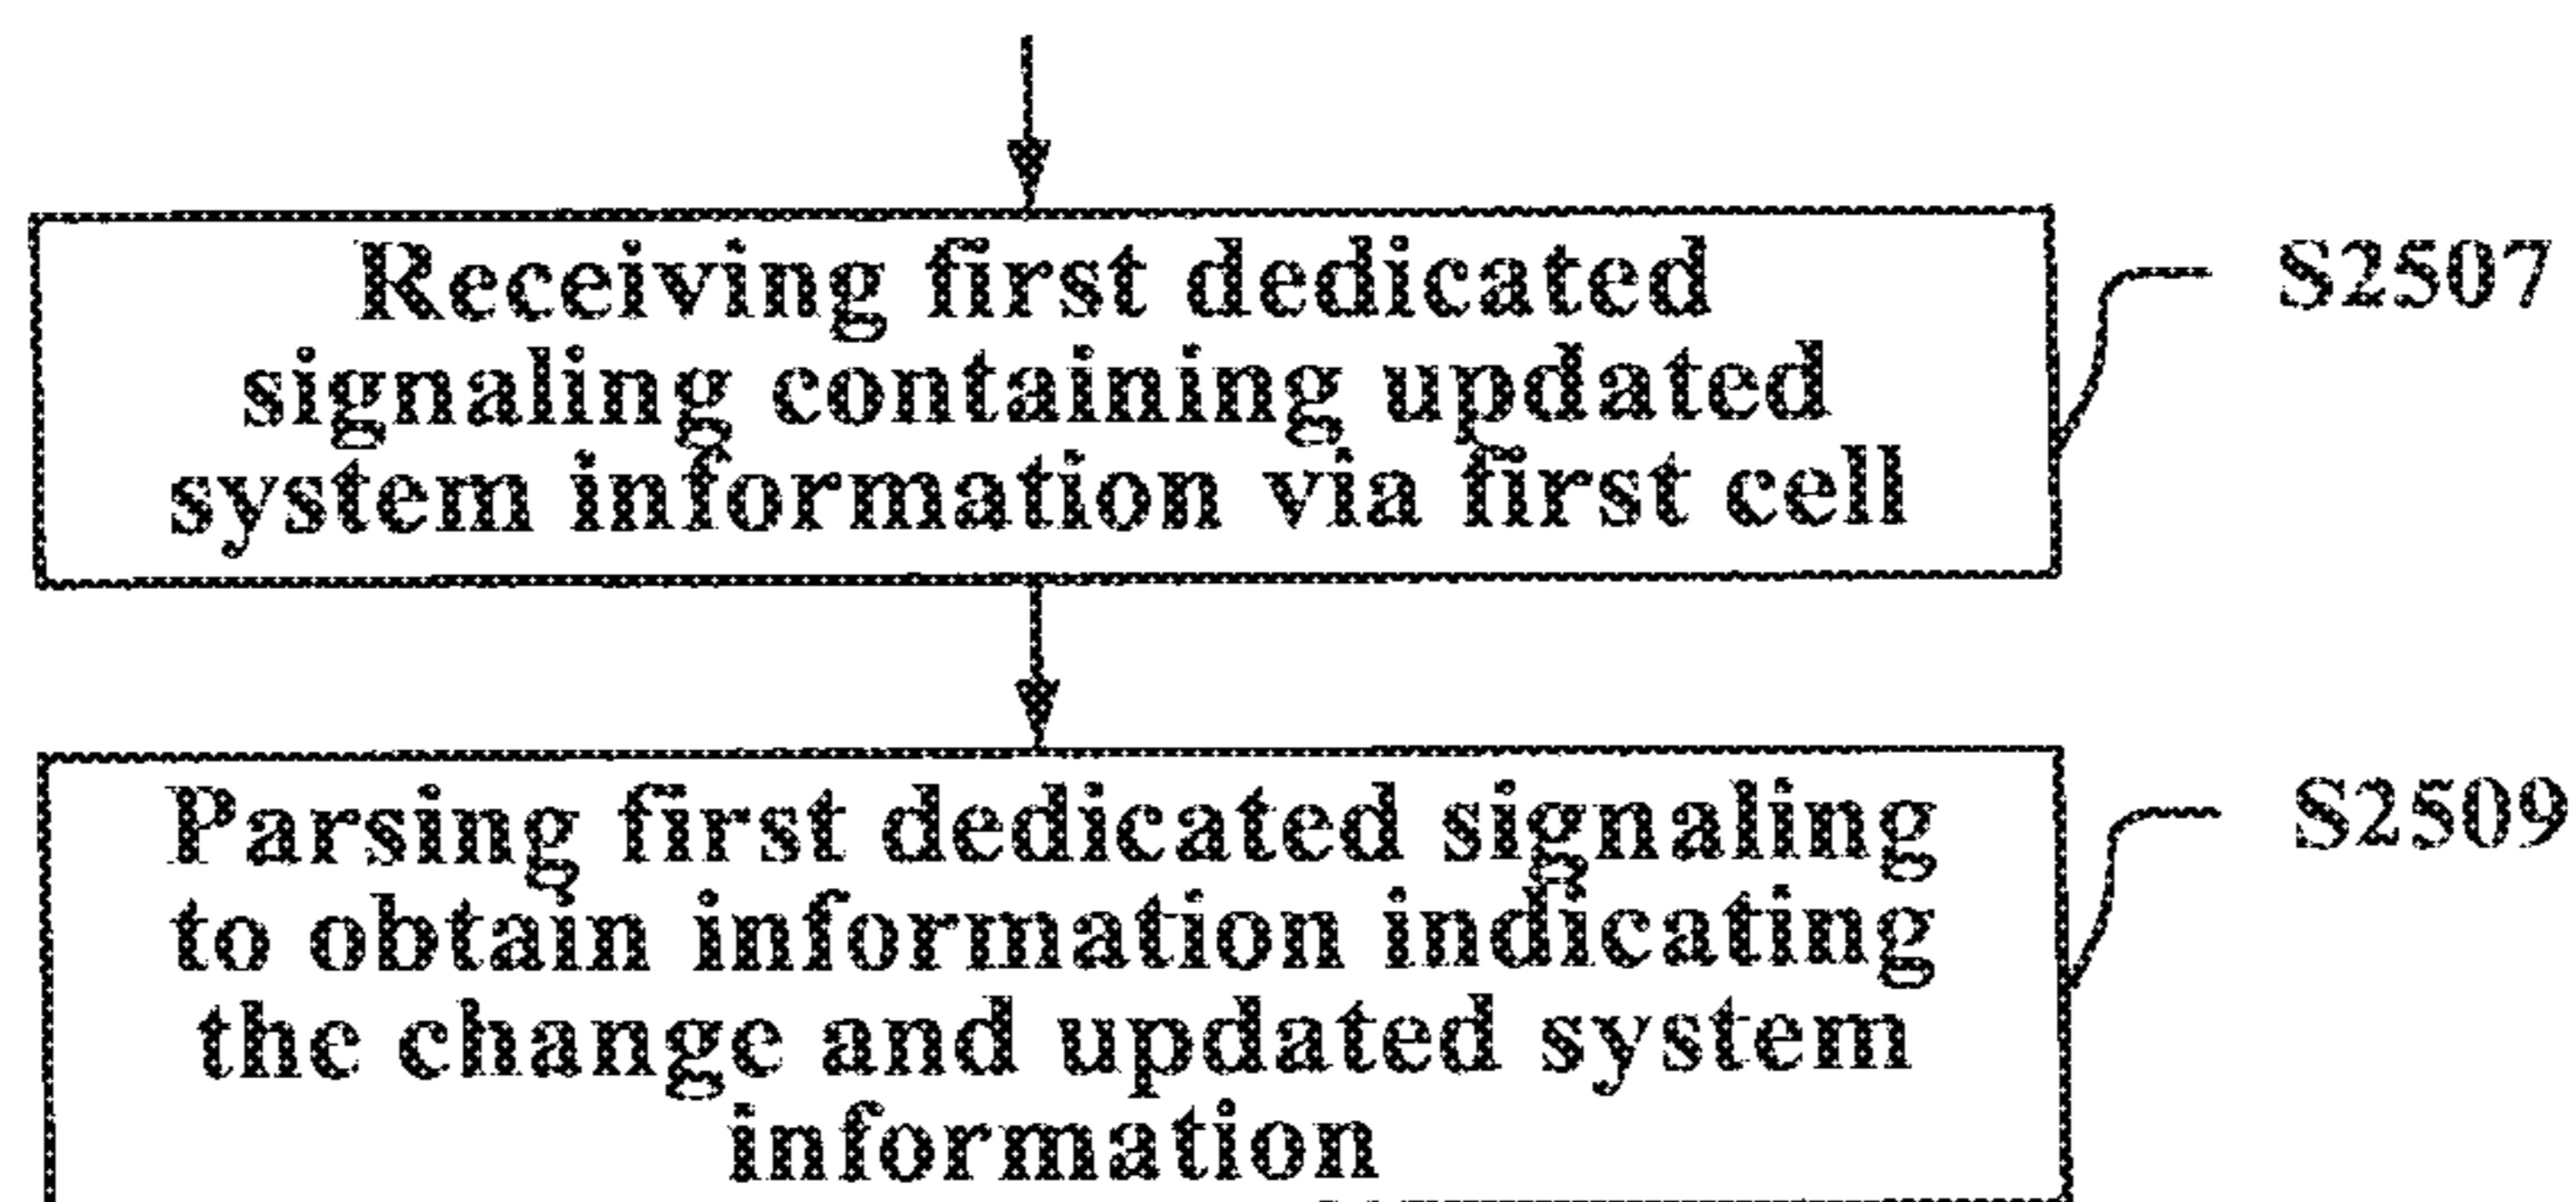 Receiving first dedicated
signaling containing updated
system information via first cell
S2507
Parsing first dedicated signaling
to obtain information indicating
the change and updated system
information
S2509